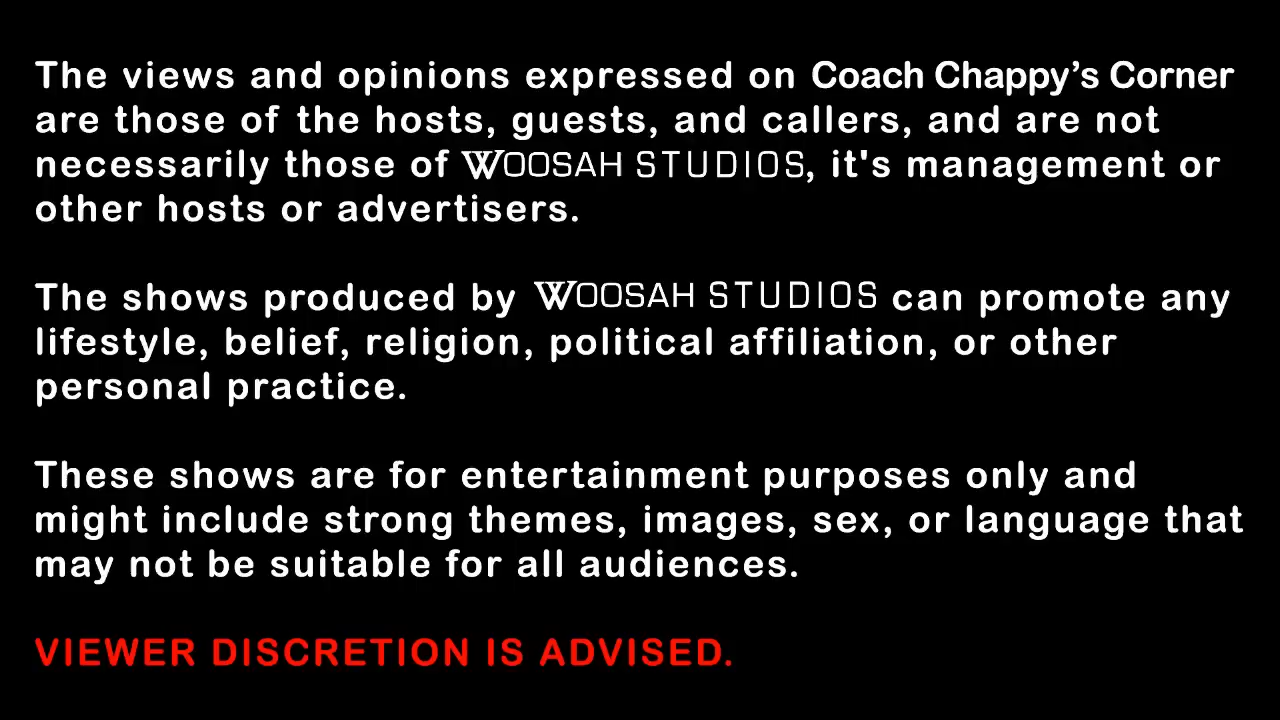 The views and opinions expressed on Coach Chappy’s Corner
are those of the hosts, guests, and callers, and are not
necessarily those of WOOSAH STUDIOS, it's management or
other hosts or advertisers.
The shows produced by WOOSAH STUDIOS can promote any
lifestyle, belief, religion, political affiliation, or other
personal practice.
These shows are for entertainment purposes only and
might include strong themes, images, sex, or language that
may not be suitable for all audiences.
VIEWER DISCRETION IS ADVISED.